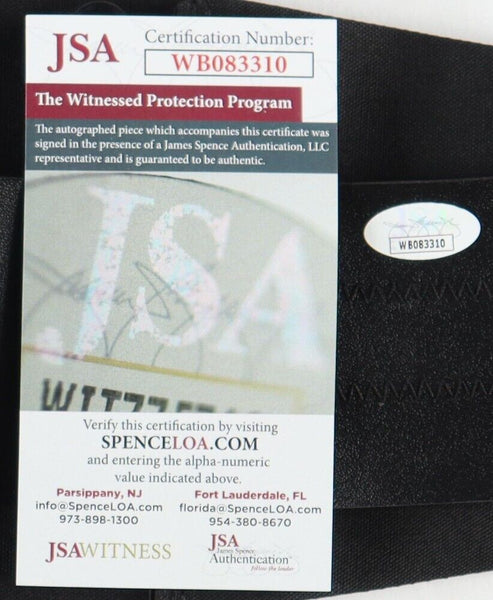 JSA
Certification Number:
WB083310
The Witnessed Protection Program
The autographed piece which accompanies this certificate was
signed in the presence of a James Spence Authentication, LLC
representative and is guaranteed to be authentic.
JSA
Verify this certification by visiting
SPENCELOA.COM
and entering the alpha-numeric
value indicated above.
Parsippany, NJ
info@SpenceLOA.com
973-898-1300
Fort Lauderdale, FL
florida@SpenceLOA.com
954-380-8670
JSAWITNESS
JSA
James Spence
Authentication
follow the leader
WB083310